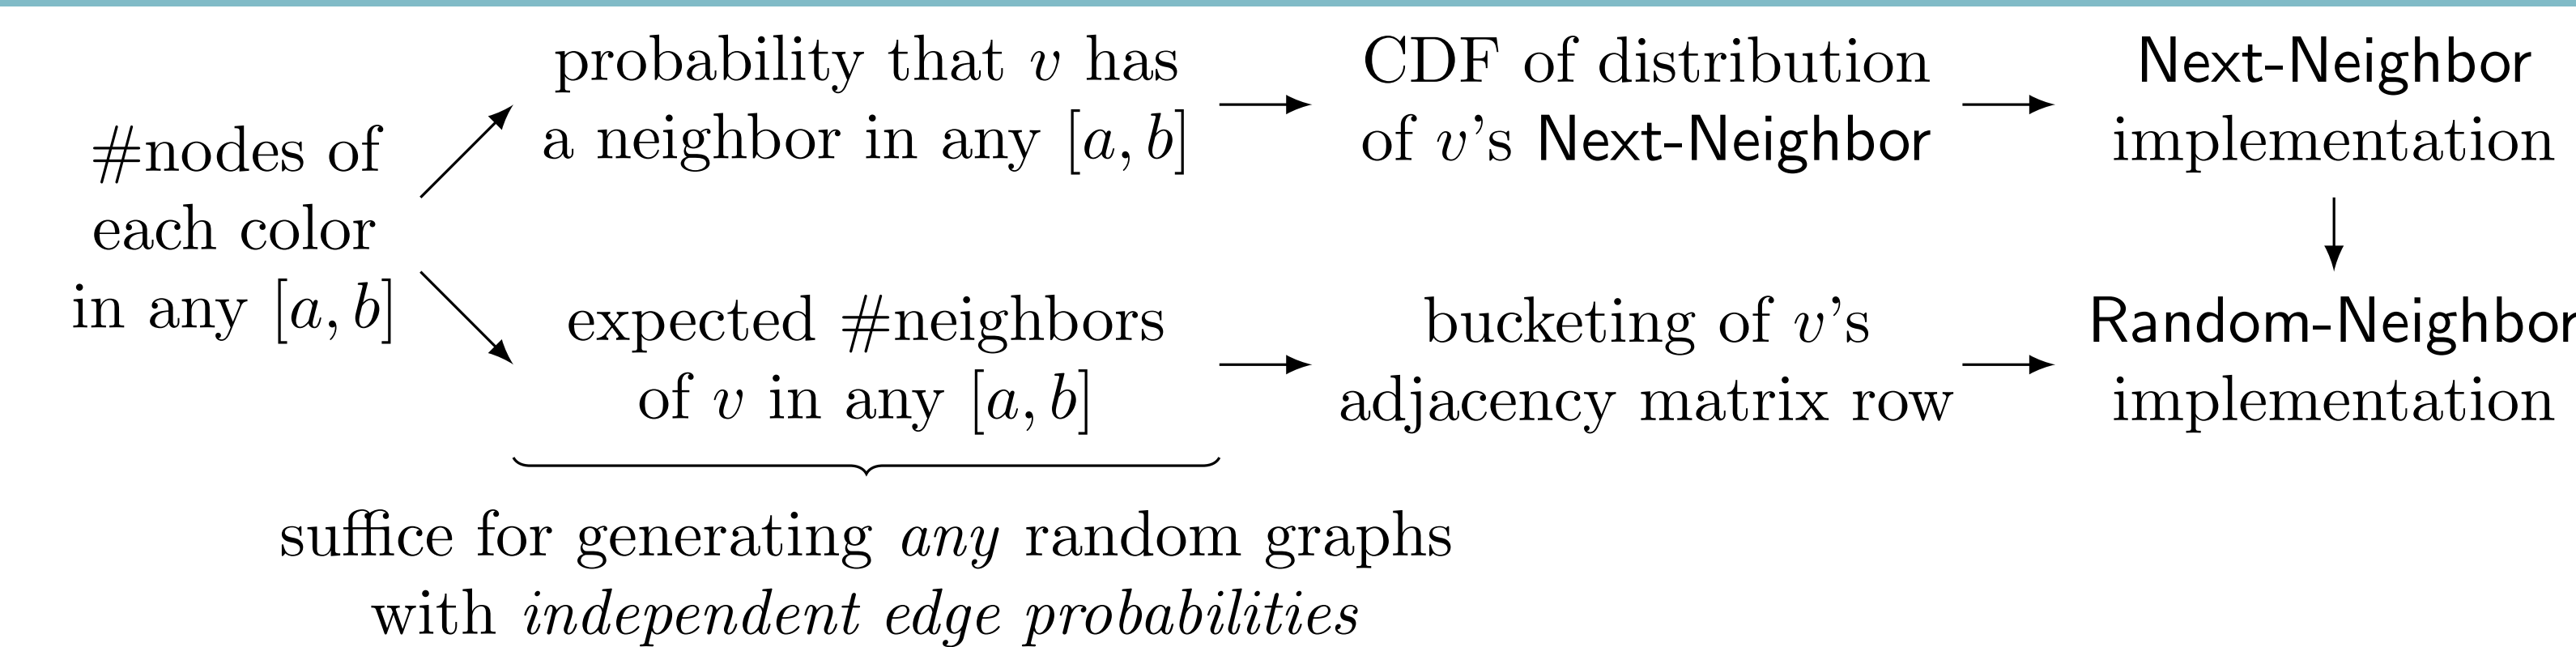 #nodes of
each color
in any [a, b]
probability that v has
a neighbor in any [a, b]
CDF of distribution
of v's Next-Neighbor
Next-Neighbor
implementation
expected #neighbors
of v in any [a, b]
bucketing of v's
adjacency matrix row
Random-Neighbor
implementation
suffice for generating any random graphs
with independent edge probabilities